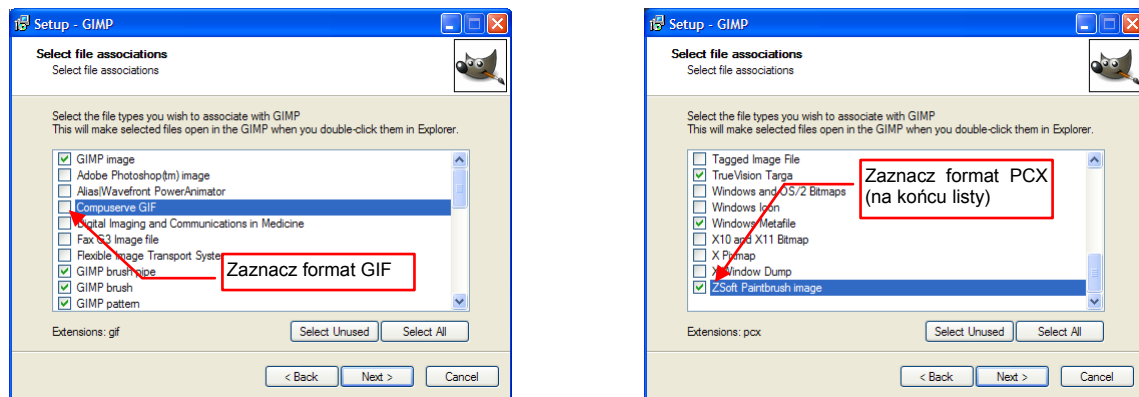 Setup - GIMP
Select file associations
Select file associations
Select the file types you wish to associate with GIMP
This will make selected files open in the GIMP when you double-click them in Explorer.
GIMP image
Adobe Photoshop(tm) image
Alias|Wavefront PowerAnimator
Compuserve GIF
Digital Imaging and Communications in Medicine
Fax G3 Image file
Flexible Image Transport System
GIMP brush pipe
GIMP brush
GIMP pattern
Zaznacz format GIF
Extensions: gif
Select Unused
Select All
< Back
Next >
Cancel
Setup - GIMP
Select file associations
Select file associations
Select the file types you wish to associate with GIMP
This will make selected files open in the GIMP when you double-click them in Explorer.
Tagged Image File
TrueVision Targa
Windows and OS/2 Bitmaps
Windows Icon
Windows Metafile
X10 and X11 Bitmap
X Pixmap
X Window Dump
ZSoft Paintbrush image
Zaznacz format PCX
(na końcu listy)
Extensions: pcx
Select Unused
Select All
< Back
Next >
Cancel